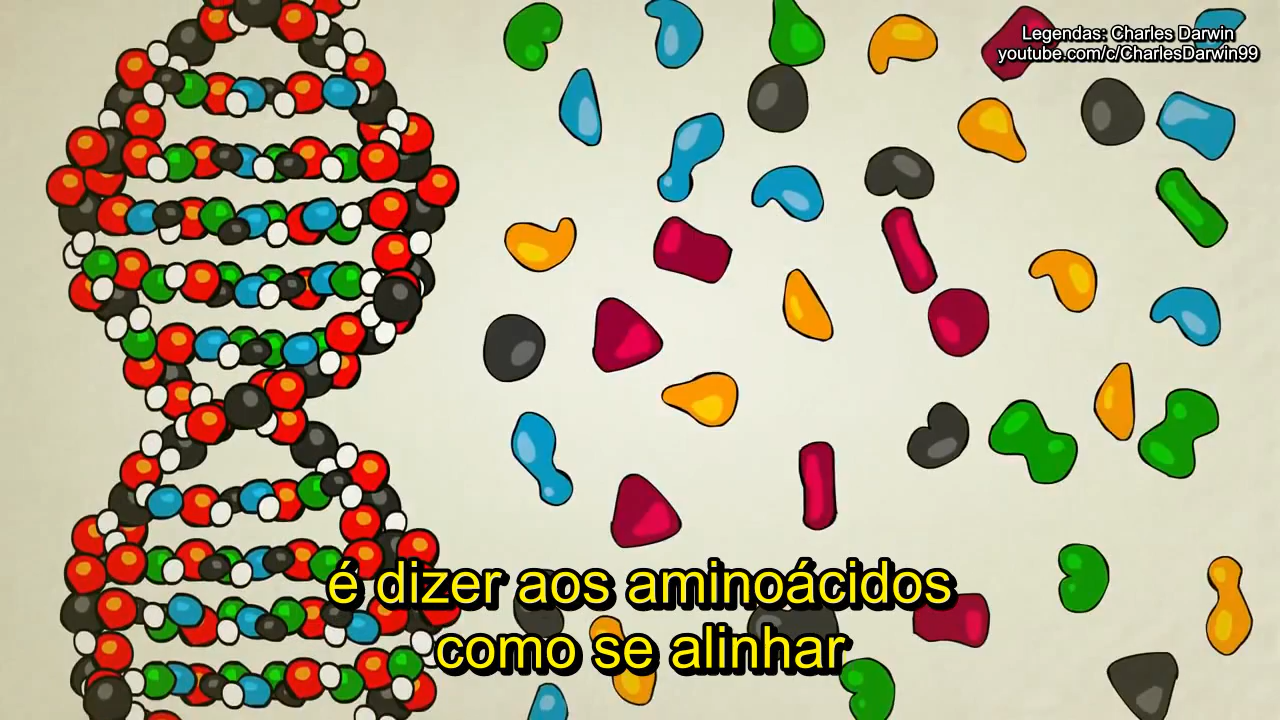 Legendas: Charles Darwin
youtube.com/c/CharlesDarwin99
é dizer aos aminoácidos
como se alinhar